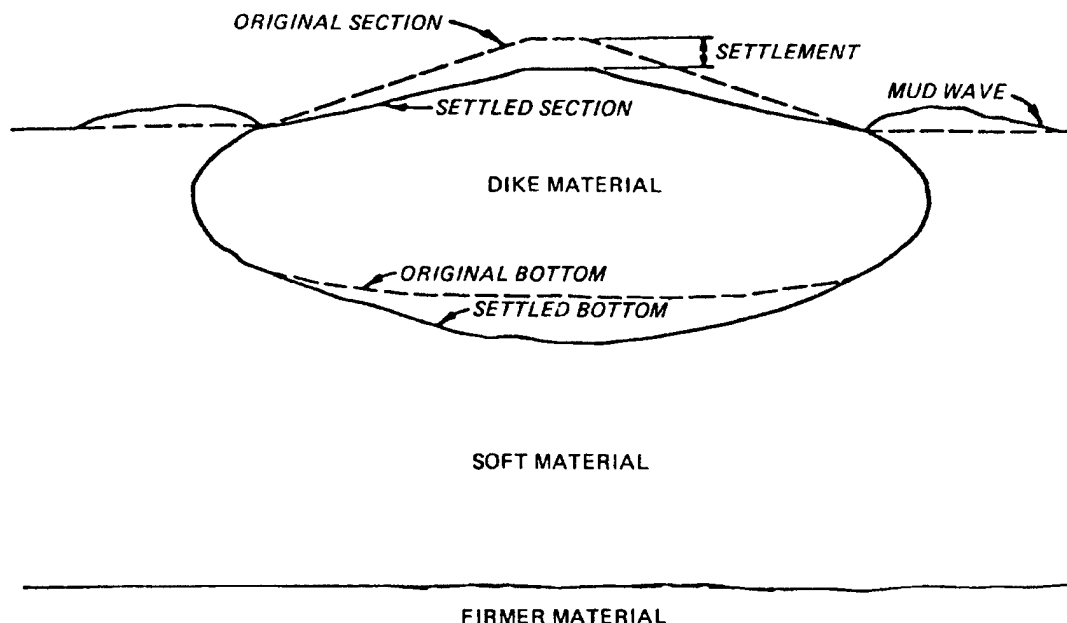 ORIGINAL SECTION
SETTLEMENT
MUD WAVE
SETTLED SECTION
DIKE MATERIAL
ORIGINAL BOTTOM
SETTLED BOTTOM
SOFT MATERIAL
FIRMER MATERIAL